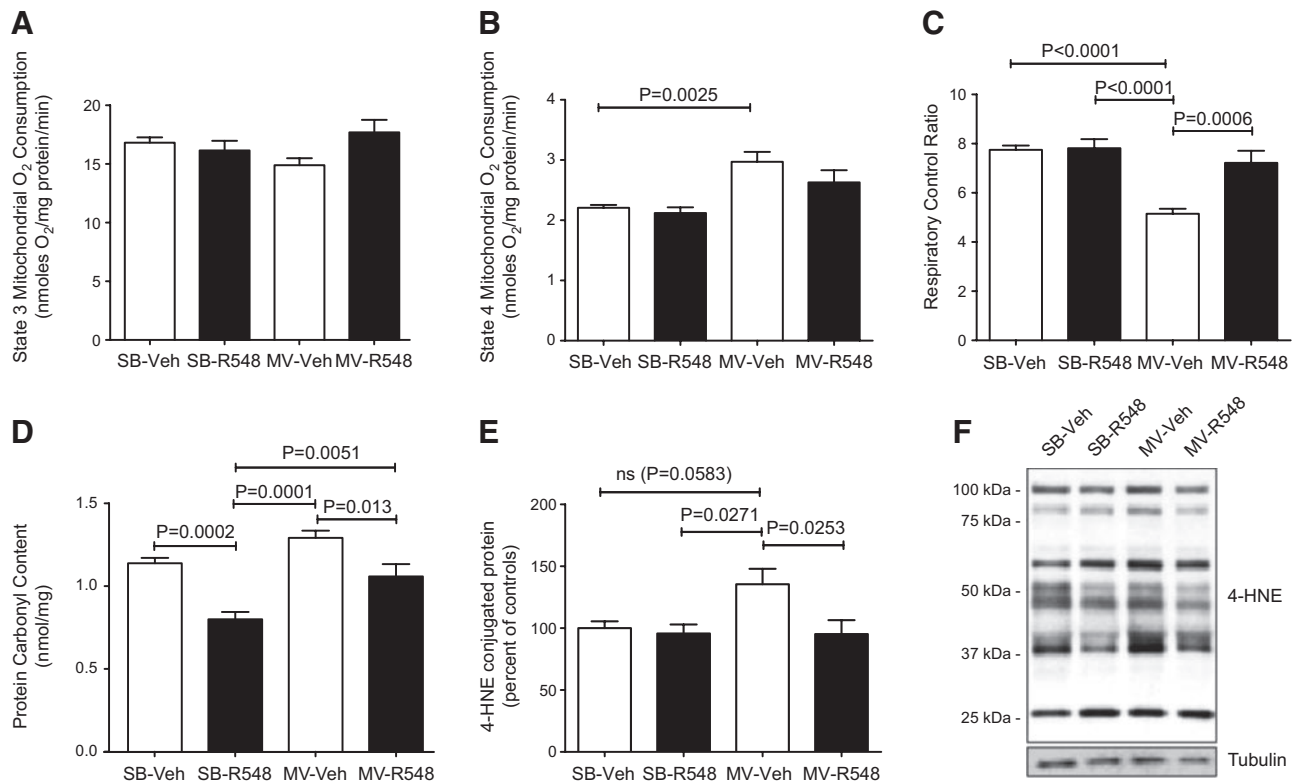 A
State 3 Mitochondrial O2 Consumption
(nmoles O2/mg protein/min)
20
15
10
5
0
SB-Veh SB-R548 MV-Veh MV-R548
B
State 4 Mitochondrial O2 Consumption
(nmoles O2/mg protein/min)
P=0.0025
4
3
2
1
0
SB-Veh SB-R548 MV-Veh MV-R548
C
Respiratory Control Ratio
P<0.0001
P<0.0001
P=0.0006
10
8
6
4
2
0
SB-Veh SB-R548 MV-Veh MV-R548
D
Protein Carbonyl Content
(nmol/mg)
P=0.0051
P=0.0001
P=0.013
P=0.0002
1.5
1.0
0.5
0.0
SB-Veh SB-R548 MV-Veh MV-R548
E
4-HNE conjugated protein
(percent of controls)
ns (P=0.0583)
P=0.0271
P=0.0253
200
150
100
50
0
SB-Veh SB-R548 MV-Veh MV-R548
F
SB-Veh
SB-R548
MV-Veh
MV-R548
100 kDa -
75 kDa -
50 kDa -
37 kDa -
25 kDa -
4-HNE
Tubulin